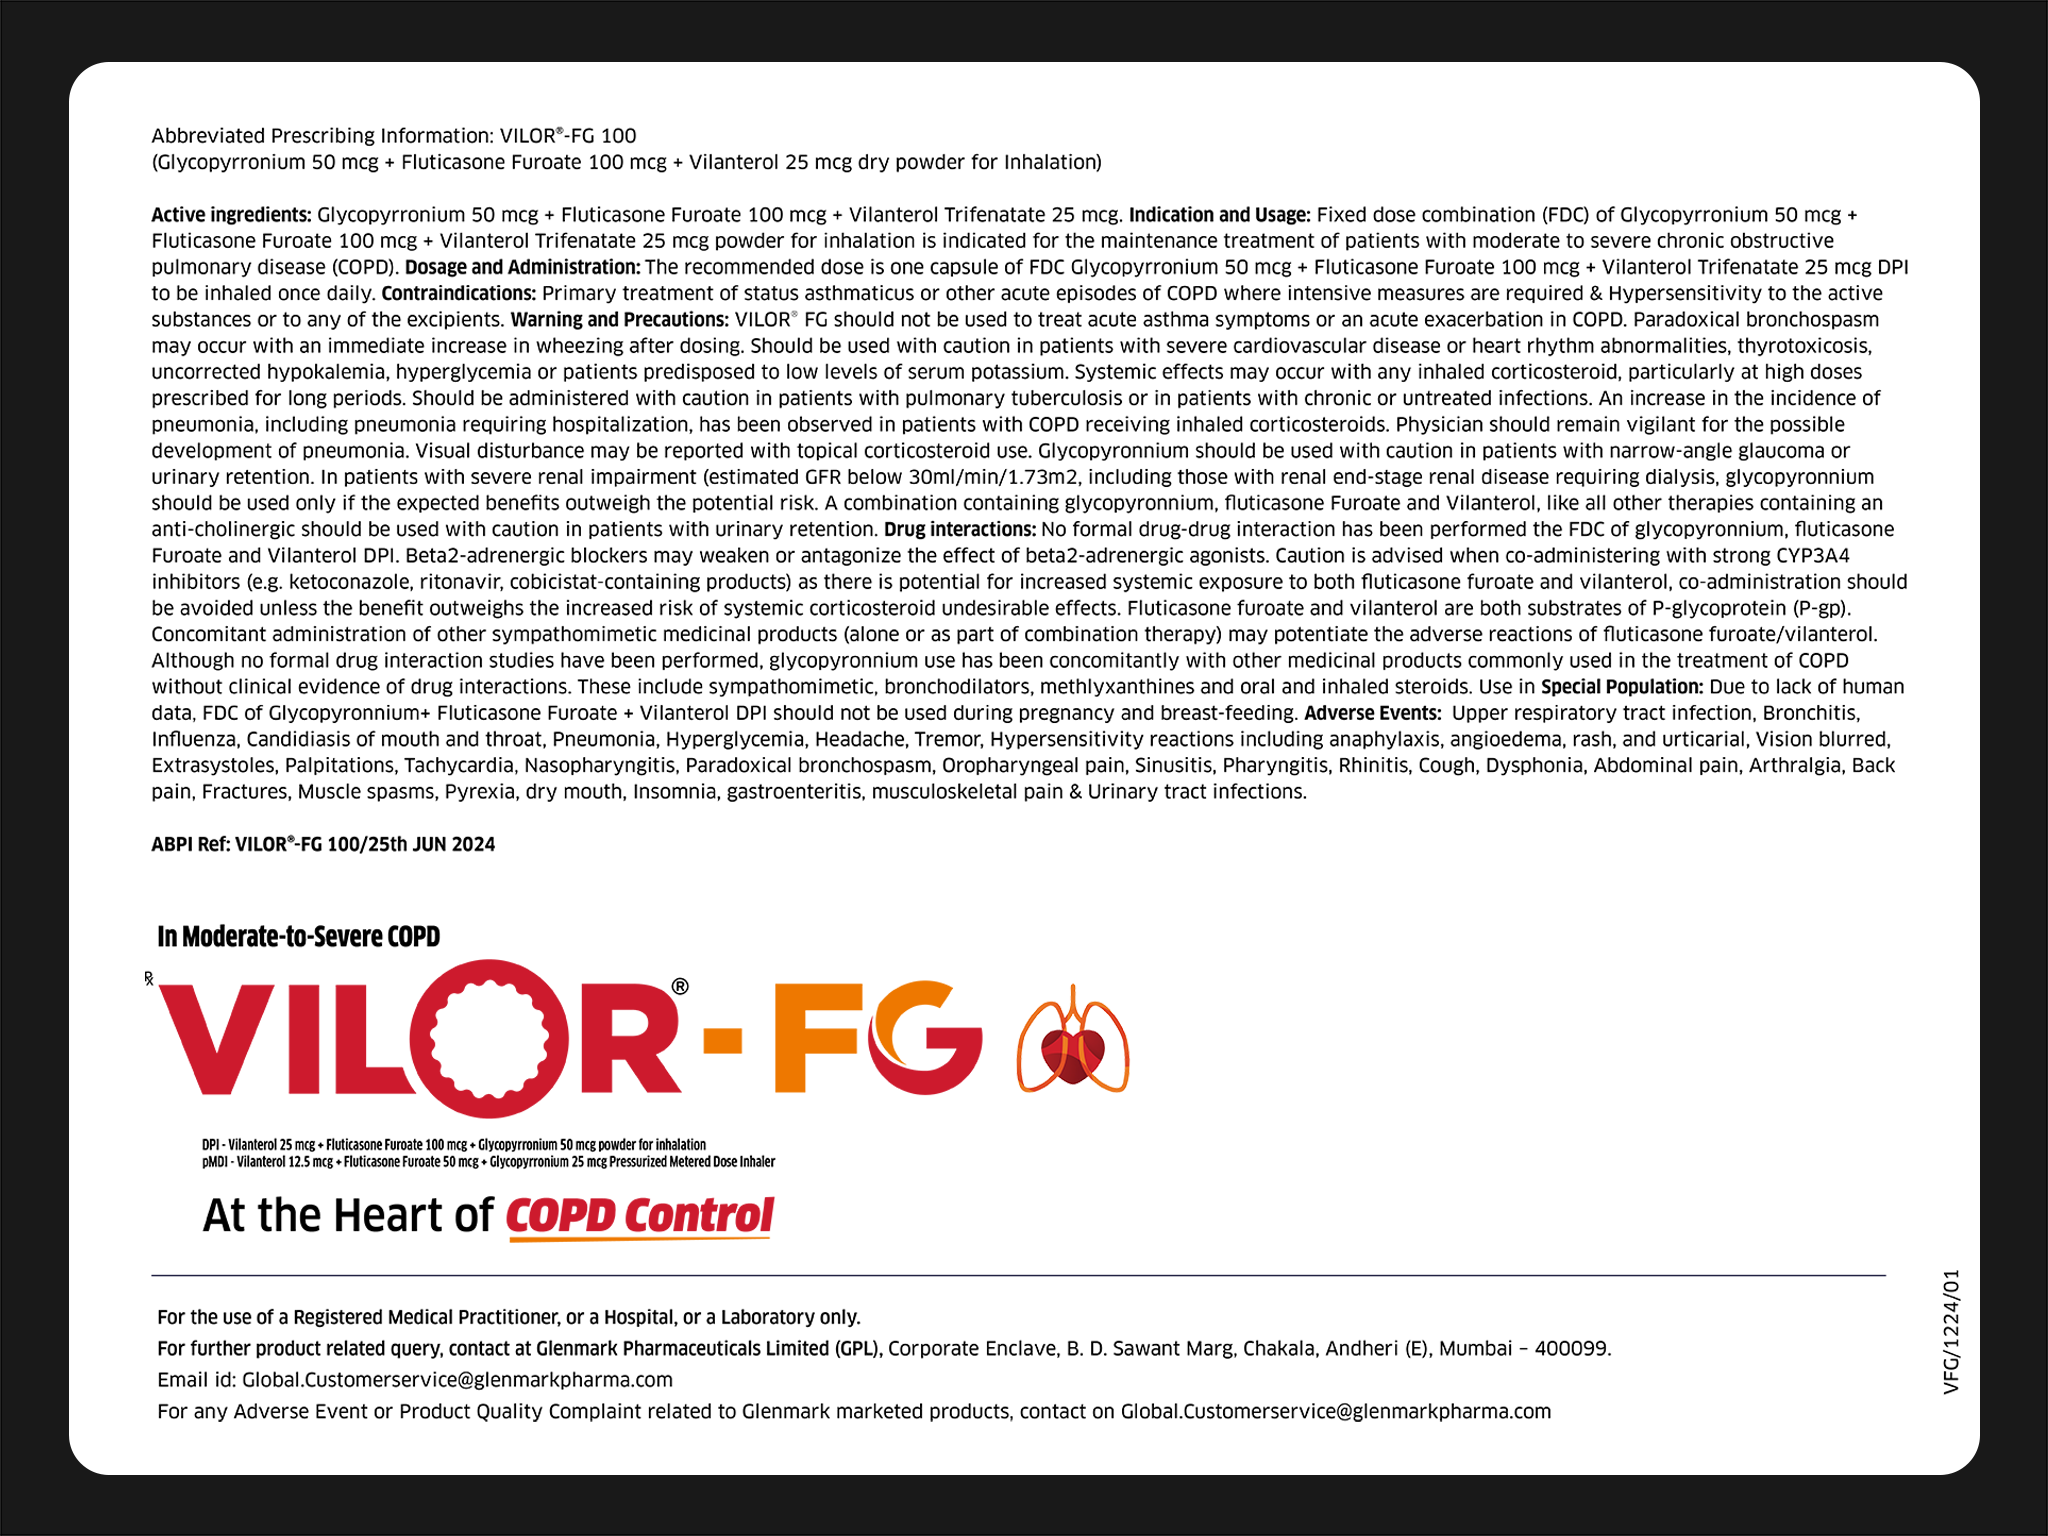 Abbreviated Prescribing Information: VILOR®-FG 100
(Glycopyrronium 50 mcg + Fluticasone Furoate 100 mcg + Vilanterol 25 mcg dry powder for Inhalation)
Active ingredients: Glycopyrronium 50 mcg + Fluticasone Furoate 100 mcg + Vilanterol Trifenatate 25 mcg. Indication and Usage: Fixed dose combination (FDC) of Glycopyrronium 50 mcg +
Fluticasone Furoate 100 mcg + Vilanterol Trifenatate 25 mcg powder for inhalation is indicated for the maintenance treatment of patients with moderate to severe chronic obstructive
pulmonary disease (COPD). Dosage and Administration: The recommended dose is one capsule of FDC Glycopyrronium 50 mcg + Fluticasone Furoate 100 mcg + Vilanterol Trifenatate 25 mcg DPI
to be inhaled once daily. Contraindications: Primary treatment of status asthmaticus or other acute episodes of COPD where intensive measures are required & Hypersensitivity to the active
substances or to any of the excipients. Warning and Precautions: VILOR® FG should not be used to treat acute asthma symptoms or an acute exacerbation in COPD. Paradoxical bronchospasm
may occur with an immediate increase in wheezing after dosing. Should be used with caution in patients with severe cardiovascular disease or heart rhythm abnormalities, thyrotoxicosis,
uncorrected hypokalemia, hyperglycemia or patients predisposed to low levels of serum potassium. Systemic effects may occur with any inhaled corticosteroid, particularly at high doses
prescribed for long periods. Should be administered with caution in patients with pulmonary tuberculosis or in patients with chronic or untreated infections. An increase in the incidence of
pneumonia, including pneumonia requiring hospitalization, has been observed in patients with COPD receiving inhaled corticosteroids. Physician should remain vigilant for the possible
development of pneumonia. Visual disturbance may be reported with topical corticosteroid use. Glycopyronnium should be used with caution in patients with narrow-angle glaucoma or
urinary retention. In patients with severe renal impairment (estimated GFR below 30ml/min/1.73m2, including those with renal end-stage renal disease requiring dialysis, glycopyronnium
should be used only if the expected benefits outweigh the potential risk. A combination containing glycopyronnium, fluticasone Furoate and Vilanterol, like all other therapies containing an
anti-cholinergic should be used with caution in patients with urinary retention. Drug interactions: No formal drug-drug interaction has been performed the FDC of glycopyronnium, fluticasone
Furoate and Vilanterol DPI. Beta2-adrenergic blockers may weaken or antagonize the effect of beta2-adrenergic agonists. Caution is advised when co-administering with strong CYP3A4
inhibitors (e.g. ketoconazole, ritonavir, cobicistat-containing products) as there is potential for increased systemic exposure to both fluticasone furoate and vilanterol, co-administration should
be avoided unless the benefit outweighs the increased risk of systemic corticosteroid undesirable effects. Fluticasone furoate and vilanterol are both substrates of P-glycoprotein (P-gp).
Concomitant administration of other sympathomimetic medicinal products (alone or as part of combination therapy) may potentiate the adverse reactions of fluticasone furoate/vilanterol.
Although no formal drug interaction studies have been performed, glycopyronnium use has been concomitantly with other medicinal products commonly used in the treatment of COPD
without clinical evidence of drug interactions. These include sympathomimetic, bronchodilators, methlyxanthines and oral and inhaled steroids. Use in Special Population: Due to lack of human
data, FDC of Glycopyronnium+ Fluticasone Furoate + Vilanterol DPI should not be used during pregnancy and breast-feeding. Adverse Events: Upper respiratory tract infection, Bronchitis,
Influenza, Candidiasis of mouth and throat, Pneumonia, Hyperglycemia, Headache, Tremor, Hypersensitivity reactions including anaphylaxis, angioedema, rash, and urticarial, Vision blurred,
Extrasystoles, Palpitations, Tachycardia, Nasopharyngitis, Paradoxical bronchospasm, Oropharyngeal pain, Sinusitis, Pharyngitis, Rhinitis, Cough, Dysphonia, Abdominal pain, Arthralgia, Back
pain, Fractures, Muscle spasms, Pyrexia, dry mouth, Insomnia, gastroenteritis, musculoskeletal pain & Urinary tract infections.
ABPI Ref: VILOR®-FG 100/25th JUN 2024
In Moderate-to-Severe COPD
℞ VILOR®-FG
DPI - Vilanterol 25 mcg + Fluticasone Furoate 100 mcg + Glycopyrronium 50 mcg powder for inhalation
pMDI - Vilanterol 12.5 mcg + Fluticasone Furoate 50 mcg + Glycopyrronium 25 mcg Pressurized Metered Dose Inhaler
At the Heart of COPD Control
For the use of a Registered Medical Practitioner, or a Hospital, or a Laboratory only.
For further product related query, contact at Glenmark Pharmaceuticals Limited (GPL), Corporate Enclave, B. D. Sawant Marg, Chakala, Andheri (E), Mumbai – 400099.
Email id: Global.Customerservice@glenmarkpharma.com
For any Adverse Event or Product Quality Complaint related to Glenmark marketed products, contact on Global.Customerservice@glenmarkpharma.com
VFG/1224/01